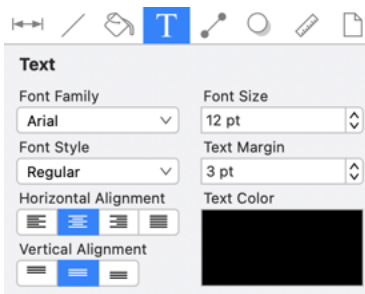 T
Text
Font Family Font Size
Arial 12 pt
Font Style Text Margin
Regular 3 pt
Horizontal Alignment Text Color
Vertical Alignment